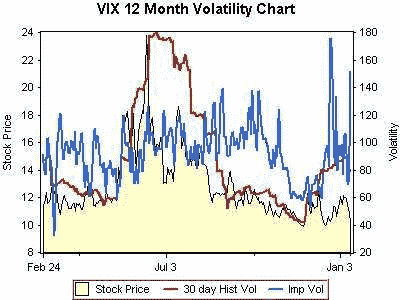 VIX 12 Month Volatility Chart
24
22
20
18
16
14
12
10
8
Stock Price
180
160
140
120
100
80
60
40
20
Volatility
Feb 24
Jul 3
Jan 3
Stock Price
30 day Hist Vol
Imp Vol